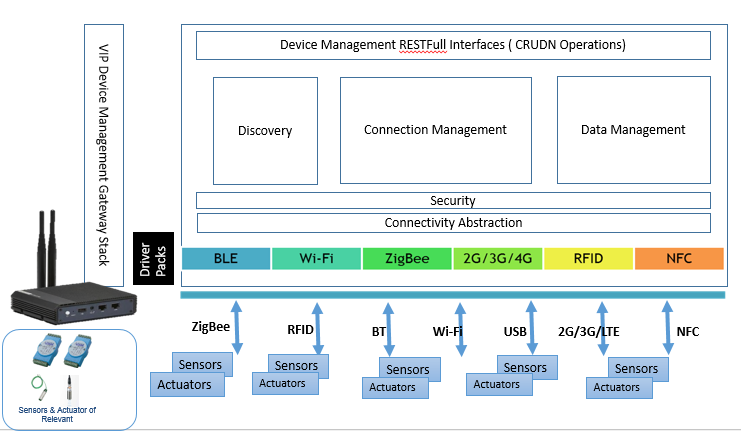 Device Management RESTFull Interfaces ( CRUDN Operations)
VIP Device Management Gateway Stack
Discovery
Connection Management
Data Management
Security
Connectivity Abstraction
Driver
Packs
BLE
Wi-Fi
ZigBee
2G/3G/4G
RFID
NFC
ZigBee
RFID
BT
Wi-Fi
USB
2G/3G/LTE
NFC
Sensors
Actuators
Sensors
Actuators
Sensors
Actuators
Sensors
Actuators
Sensors
Actuators
Sensors & Actuator of
Relevant